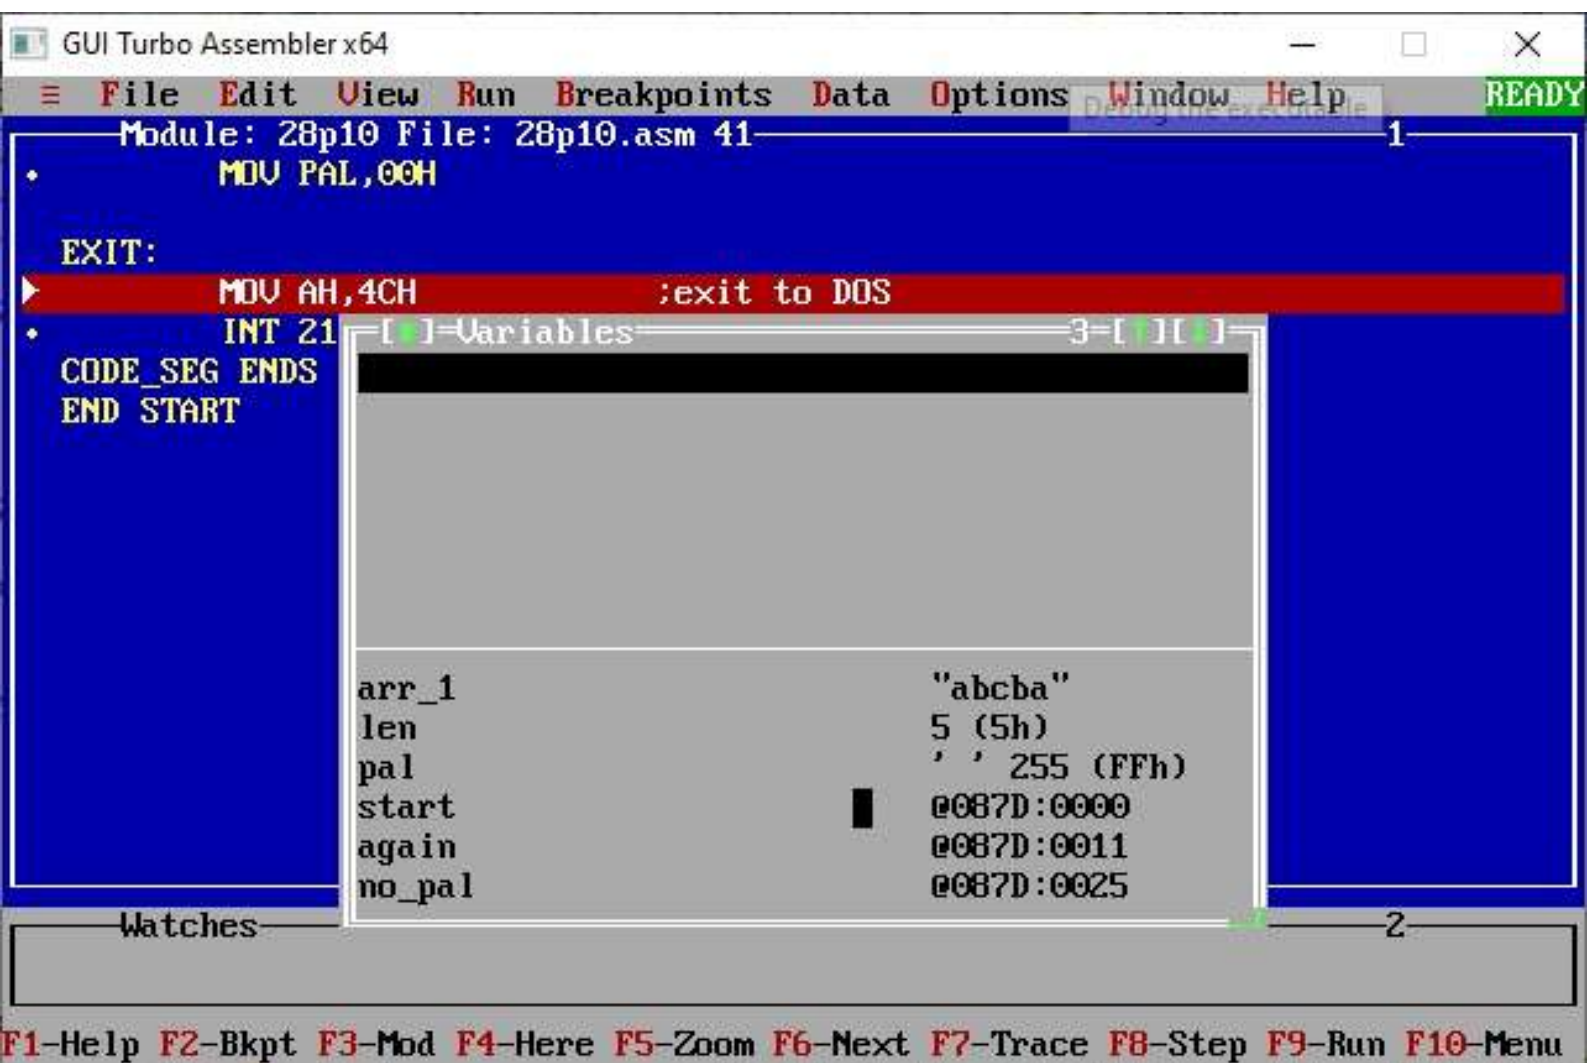 GUI Turbo Assembler x64
≡ File Edit View Run Breakpoints Data Options Window Help READY
Debug the executable
Module: 28p10 File: 28p10.asm 41 1
MOV PAL,00H
EXIT:
MOV AH,4CH ;exit to DOS
INT 21
CODE_SEG ENDS
END START
[■]=Variables 3=[↑][↓]
arr_1 "abcba"
len 5 (5h)
pal ' ' 255 (FFh)
start @087D:0000
again @087D:0011
no_pal @087D:0025
Watches 2
F1-Help F2-Bkpt F3-Mod F4-Here F5-Zoom F6-Next F7-Trace F8-Step F9-Run F10-Menu